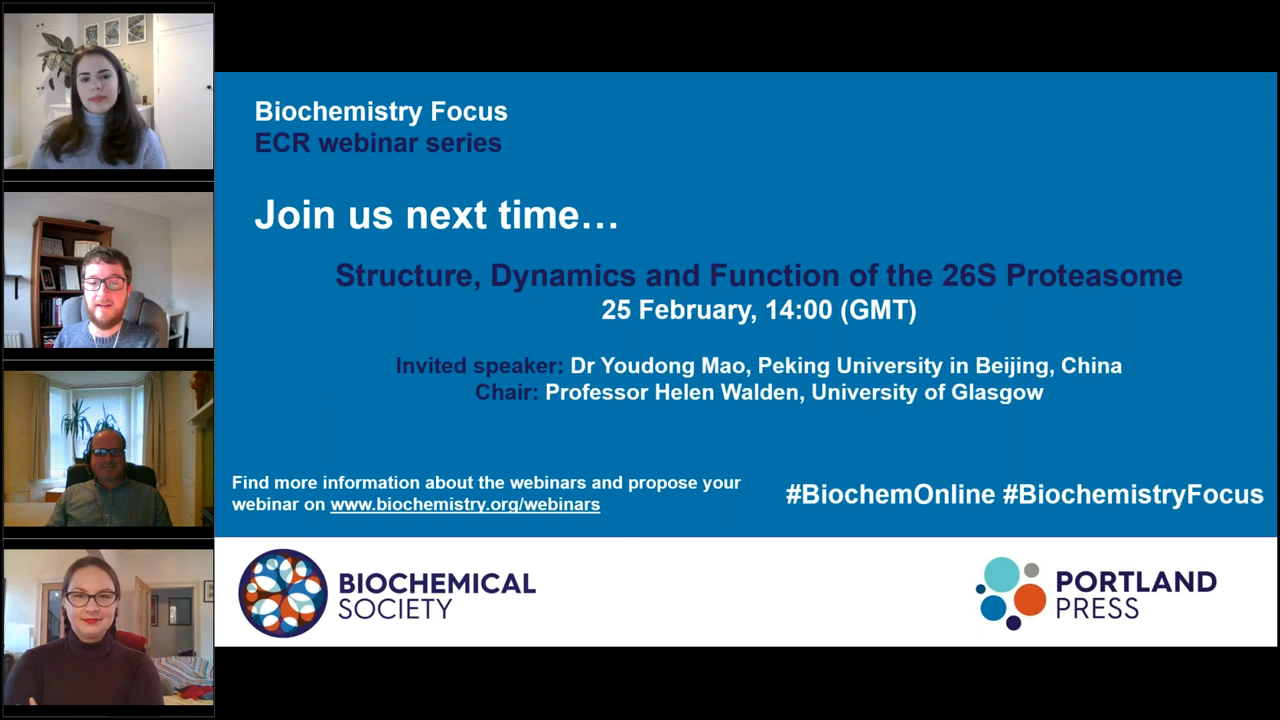 Biochemistry Focus
ECR webinar series
Join us next time…
Structure, Dynamics and Function of the 26S Proteasome
25 February, 14:00 (GMT)
Invited speaker: Dr Youdong Mao, Peking University in Beijing, China
Chair: Professor Helen Walden, University of Glasgow
Find more information about the webinars and propose your
webinar on www.biochemistry.org/webinars
#BiochemOnline #BiochemistryFocus
BIOCHEMICAL
SOCIETY
PORTLAND
PRESS